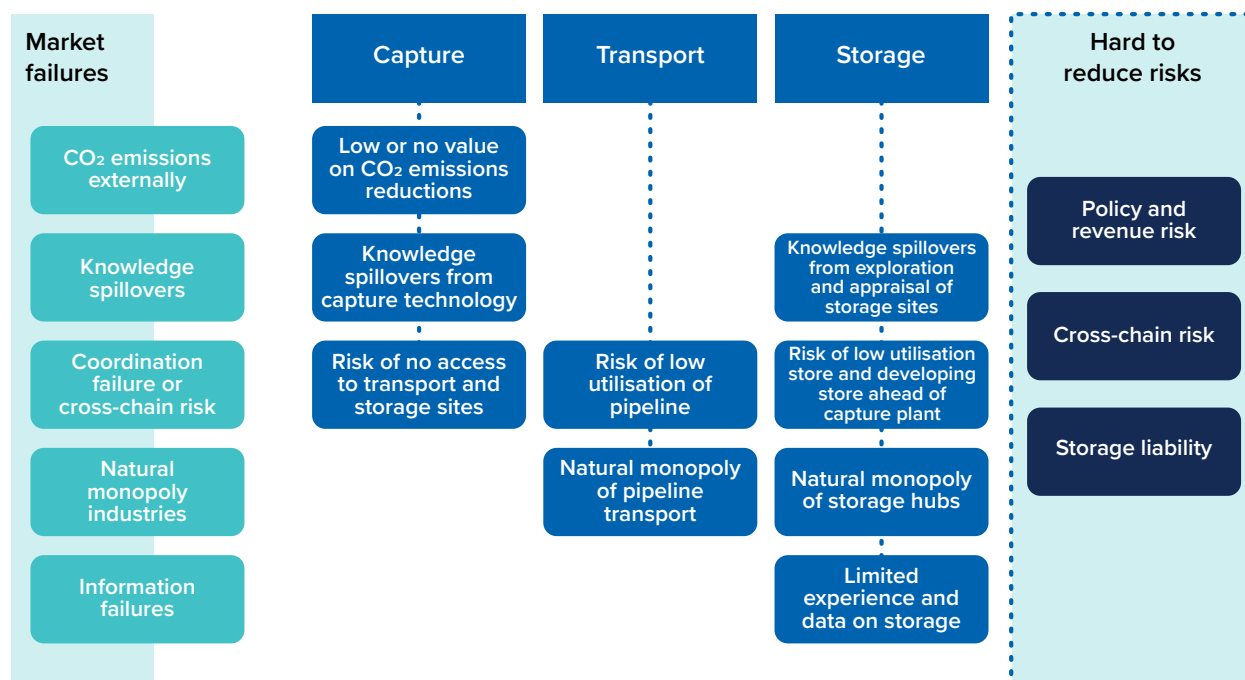 Market
failures
Capture
Transport
Storage
Hard to
reduce risks
CO₂ emissions
externally
Low or no value
on CO₂ emissions
reductions
Knowledge
spillovers
Knowledge
spillovers from
capture technology
Knowledge spillovers
from exploration
and appraisal of
storage sites
Coordination
failure or
cross-chain risk
Risk of no access
to transport and
storage sites
Risk of low
utilisation of
pipeline
Risk of low utilisation
store and developing
store ahead of
capture plant
Natural
monopoly
industries
Natural monopoly
of pipeline
transport
Natural monopoly
of storage hubs
Information
failures
Limited
experience and
data on storage
Policy and
revenue risk
Cross-chain risk
Storage liability